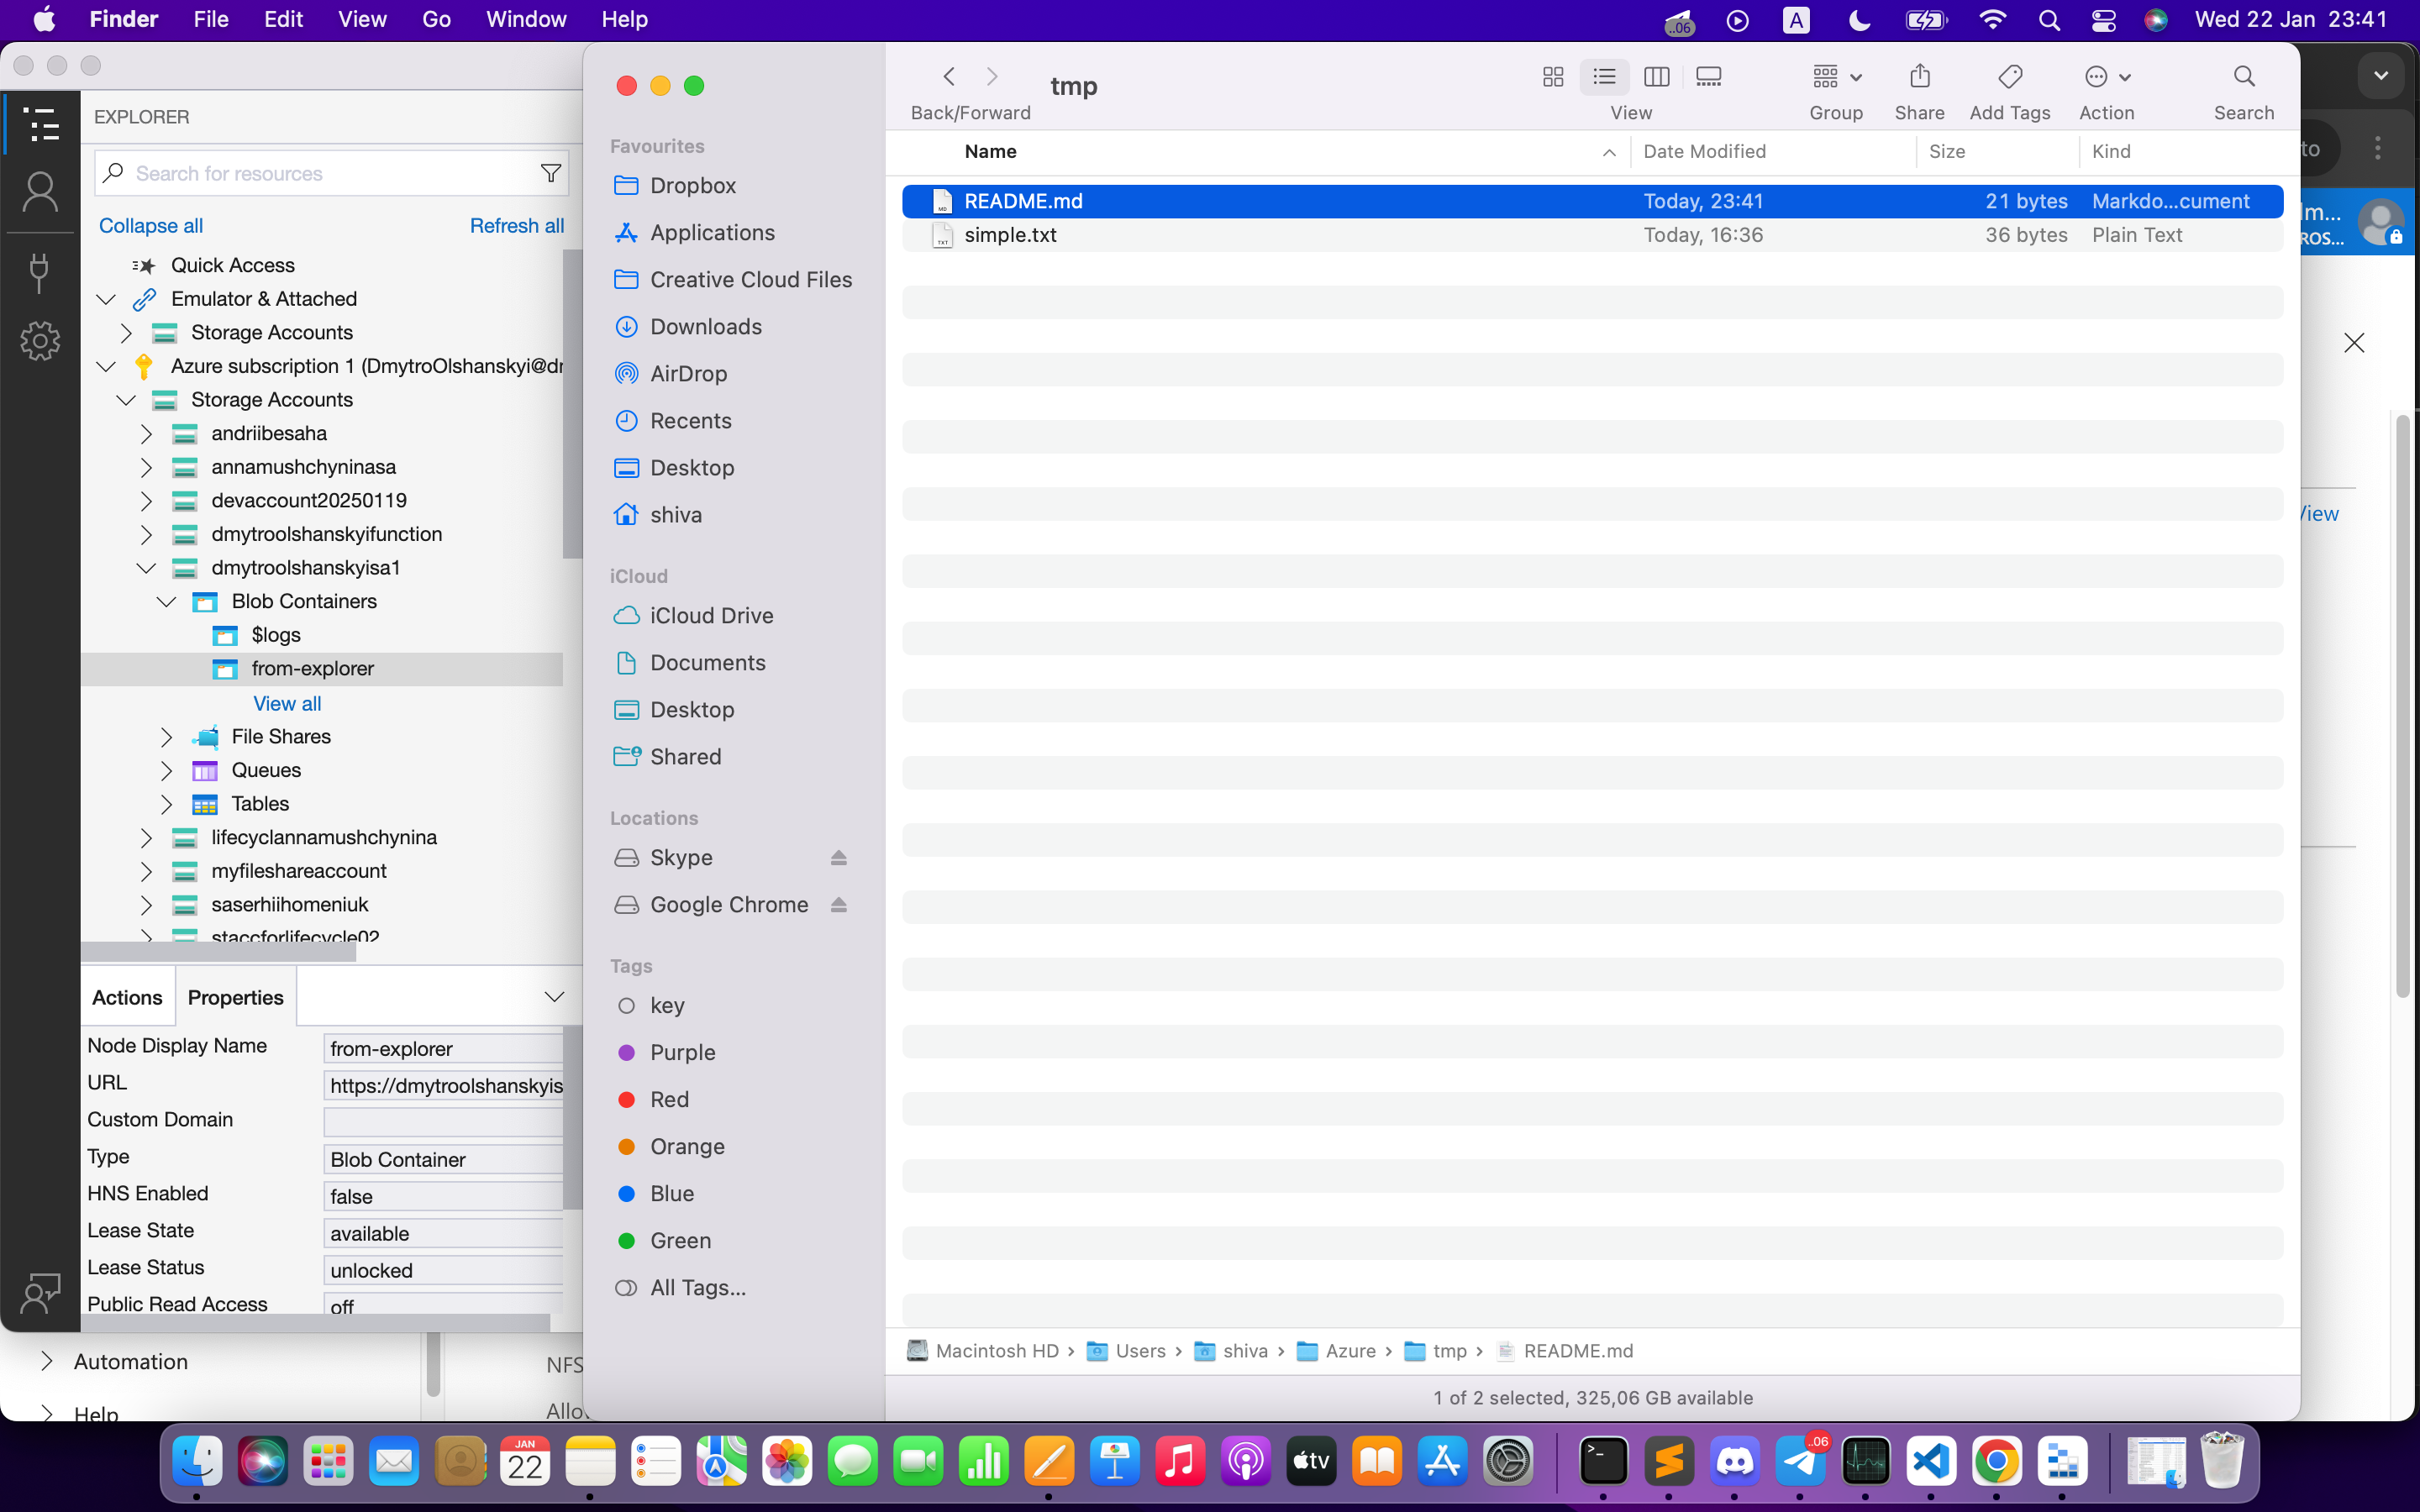 Finder File Edit View Go Window Help
..06 A Wed 22 Jan 23:41
EXPLORER
Search for resources
Collapse all Refresh all
Quick Access
Emulator & Attached
Storage Accounts
Azure subscription 1 (DmytroOlshanskyi@dr
Storage Accounts
andriibesaha
annamushchyninasa
devaccount20250119
dmytroolshanskyifunction
dmytroolshanskyisa1
Blob Containers
$logs
from-explorer
View all
File Shares
Queues
Tables
lifecyclannamushchynina
myfileshareaccount
saserhiihomeniuk
staccforlifecycle02
Actions Properties
Node Display Name from-explorer
URL https://dmytroolshanskyis
Custom Domain
Type Blob Container
HNS Enabled false
Lease State available
Lease Status unlocked
Public Read Access off
Automation
Help
NFS
Allo
Favourites
Dropbox
Applications
Creative Cloud Files
Downloads
AirDrop
Recents
Desktop
shiva
iCloud
iCloud Drive
Documents
Desktop
Shared
Locations
Skype
Google Chrome
Tags
key
Purple
Red
Orange
Blue
Green
All Tags...
tmp
Back/Forward View Group Share Add Tags Action Search
Name Date Modified Size Kind
README.md Today, 23:41 21 bytes Markdo...cument
simple.txt Today, 16:36 36 bytes Plain Text
Macintosh HD › Users › shiva › Azure › tmp › README.md
1 of 2 selected, 325,06 GB available
to
lm...
ROS...
View
JAN
22
tv
..06